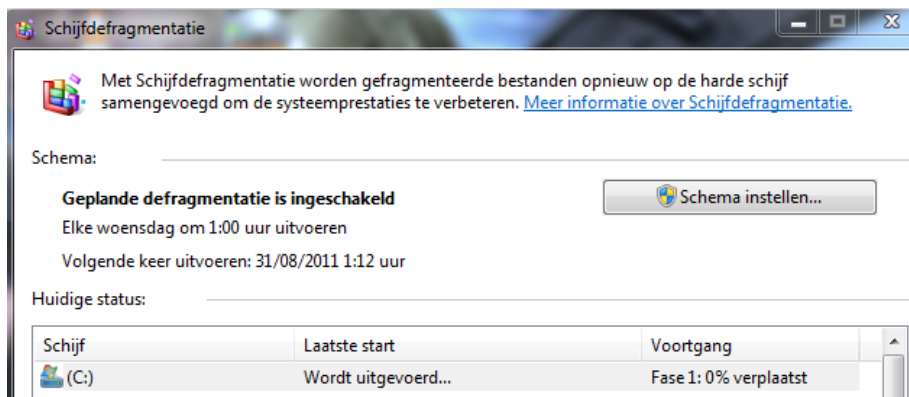 Schijfdefragmentatie
Met Schijfdefragmentatie worden gefragmenteerde bestanden opnieuw op de harde schijf
samengevoegd om de systeemprestaties te verbeteren. Meer informatie over Schijfdefragmentatie.
Schema:
Geplande defragmentatie is ingeschakeld
Schema instellen...
Elke woensdag om 1:00 uur uitvoeren
Volgende keer uitvoeren: 31/08/2011 1:12 uur
Huidige status:
Schijf Laatste start Voortgang
(C:) Wordt uitgevoerd... Fase 1: 0% verplaatst